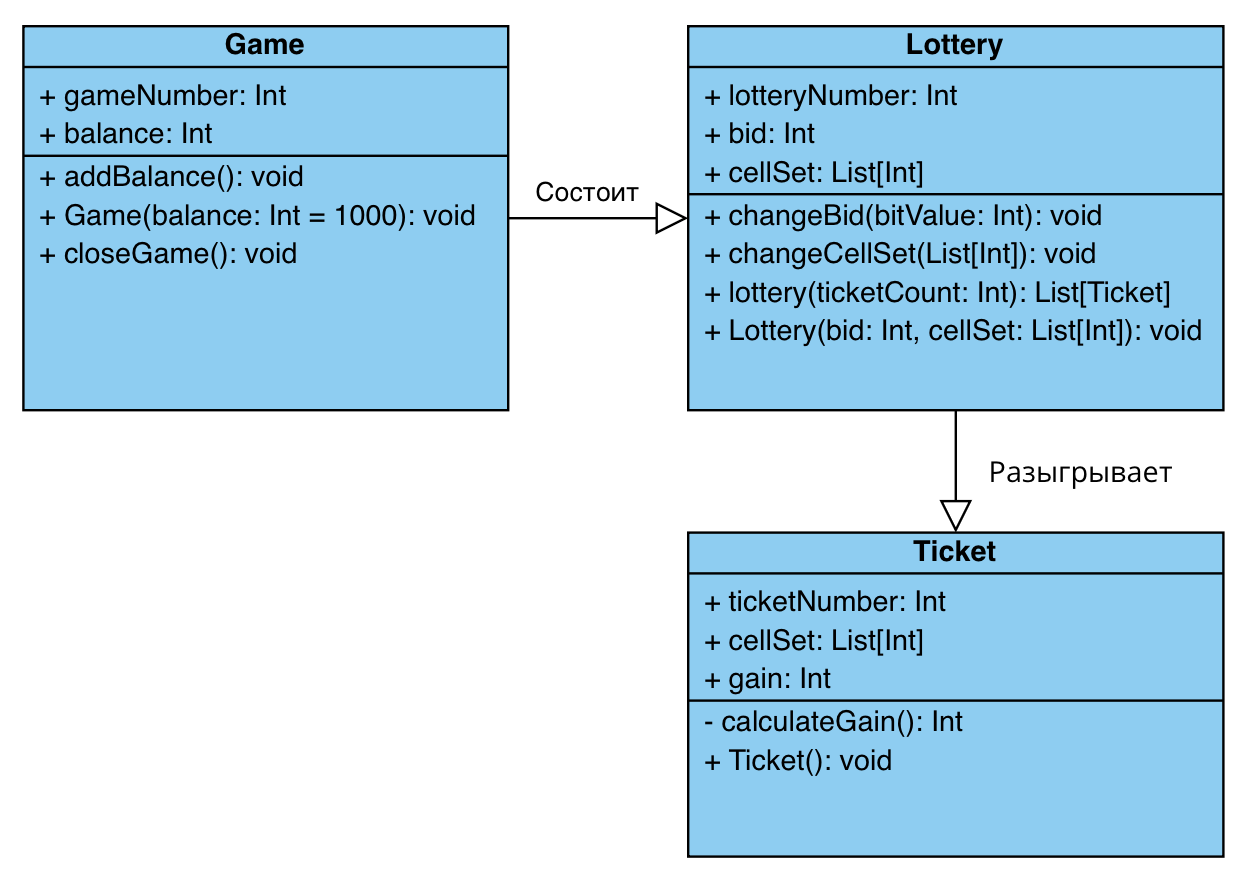 Game
+ gameNumber: Int
+ balance: Int
+ addBalance(): void
+ Game(balance: Int = 1000): void
+ closeGame(): void
Состоит
Lottery
+ lotteryNumber: Int
+ bid: Int
+ cellSet: List[Int]
+ changeBid(bitValue: Int): void
+ changeCellSet(List[Int]): void
+ lottery(ticketCount: Int): List[Ticket]
+ Lottery(bid: Int, cellSet: List[Int]): void
Разыгрывает
Ticket
+ ticketNumber: Int
+ cellSet: List[Int]
+ gain: Int
- calculateGain(): Int
+ Ticket(): void